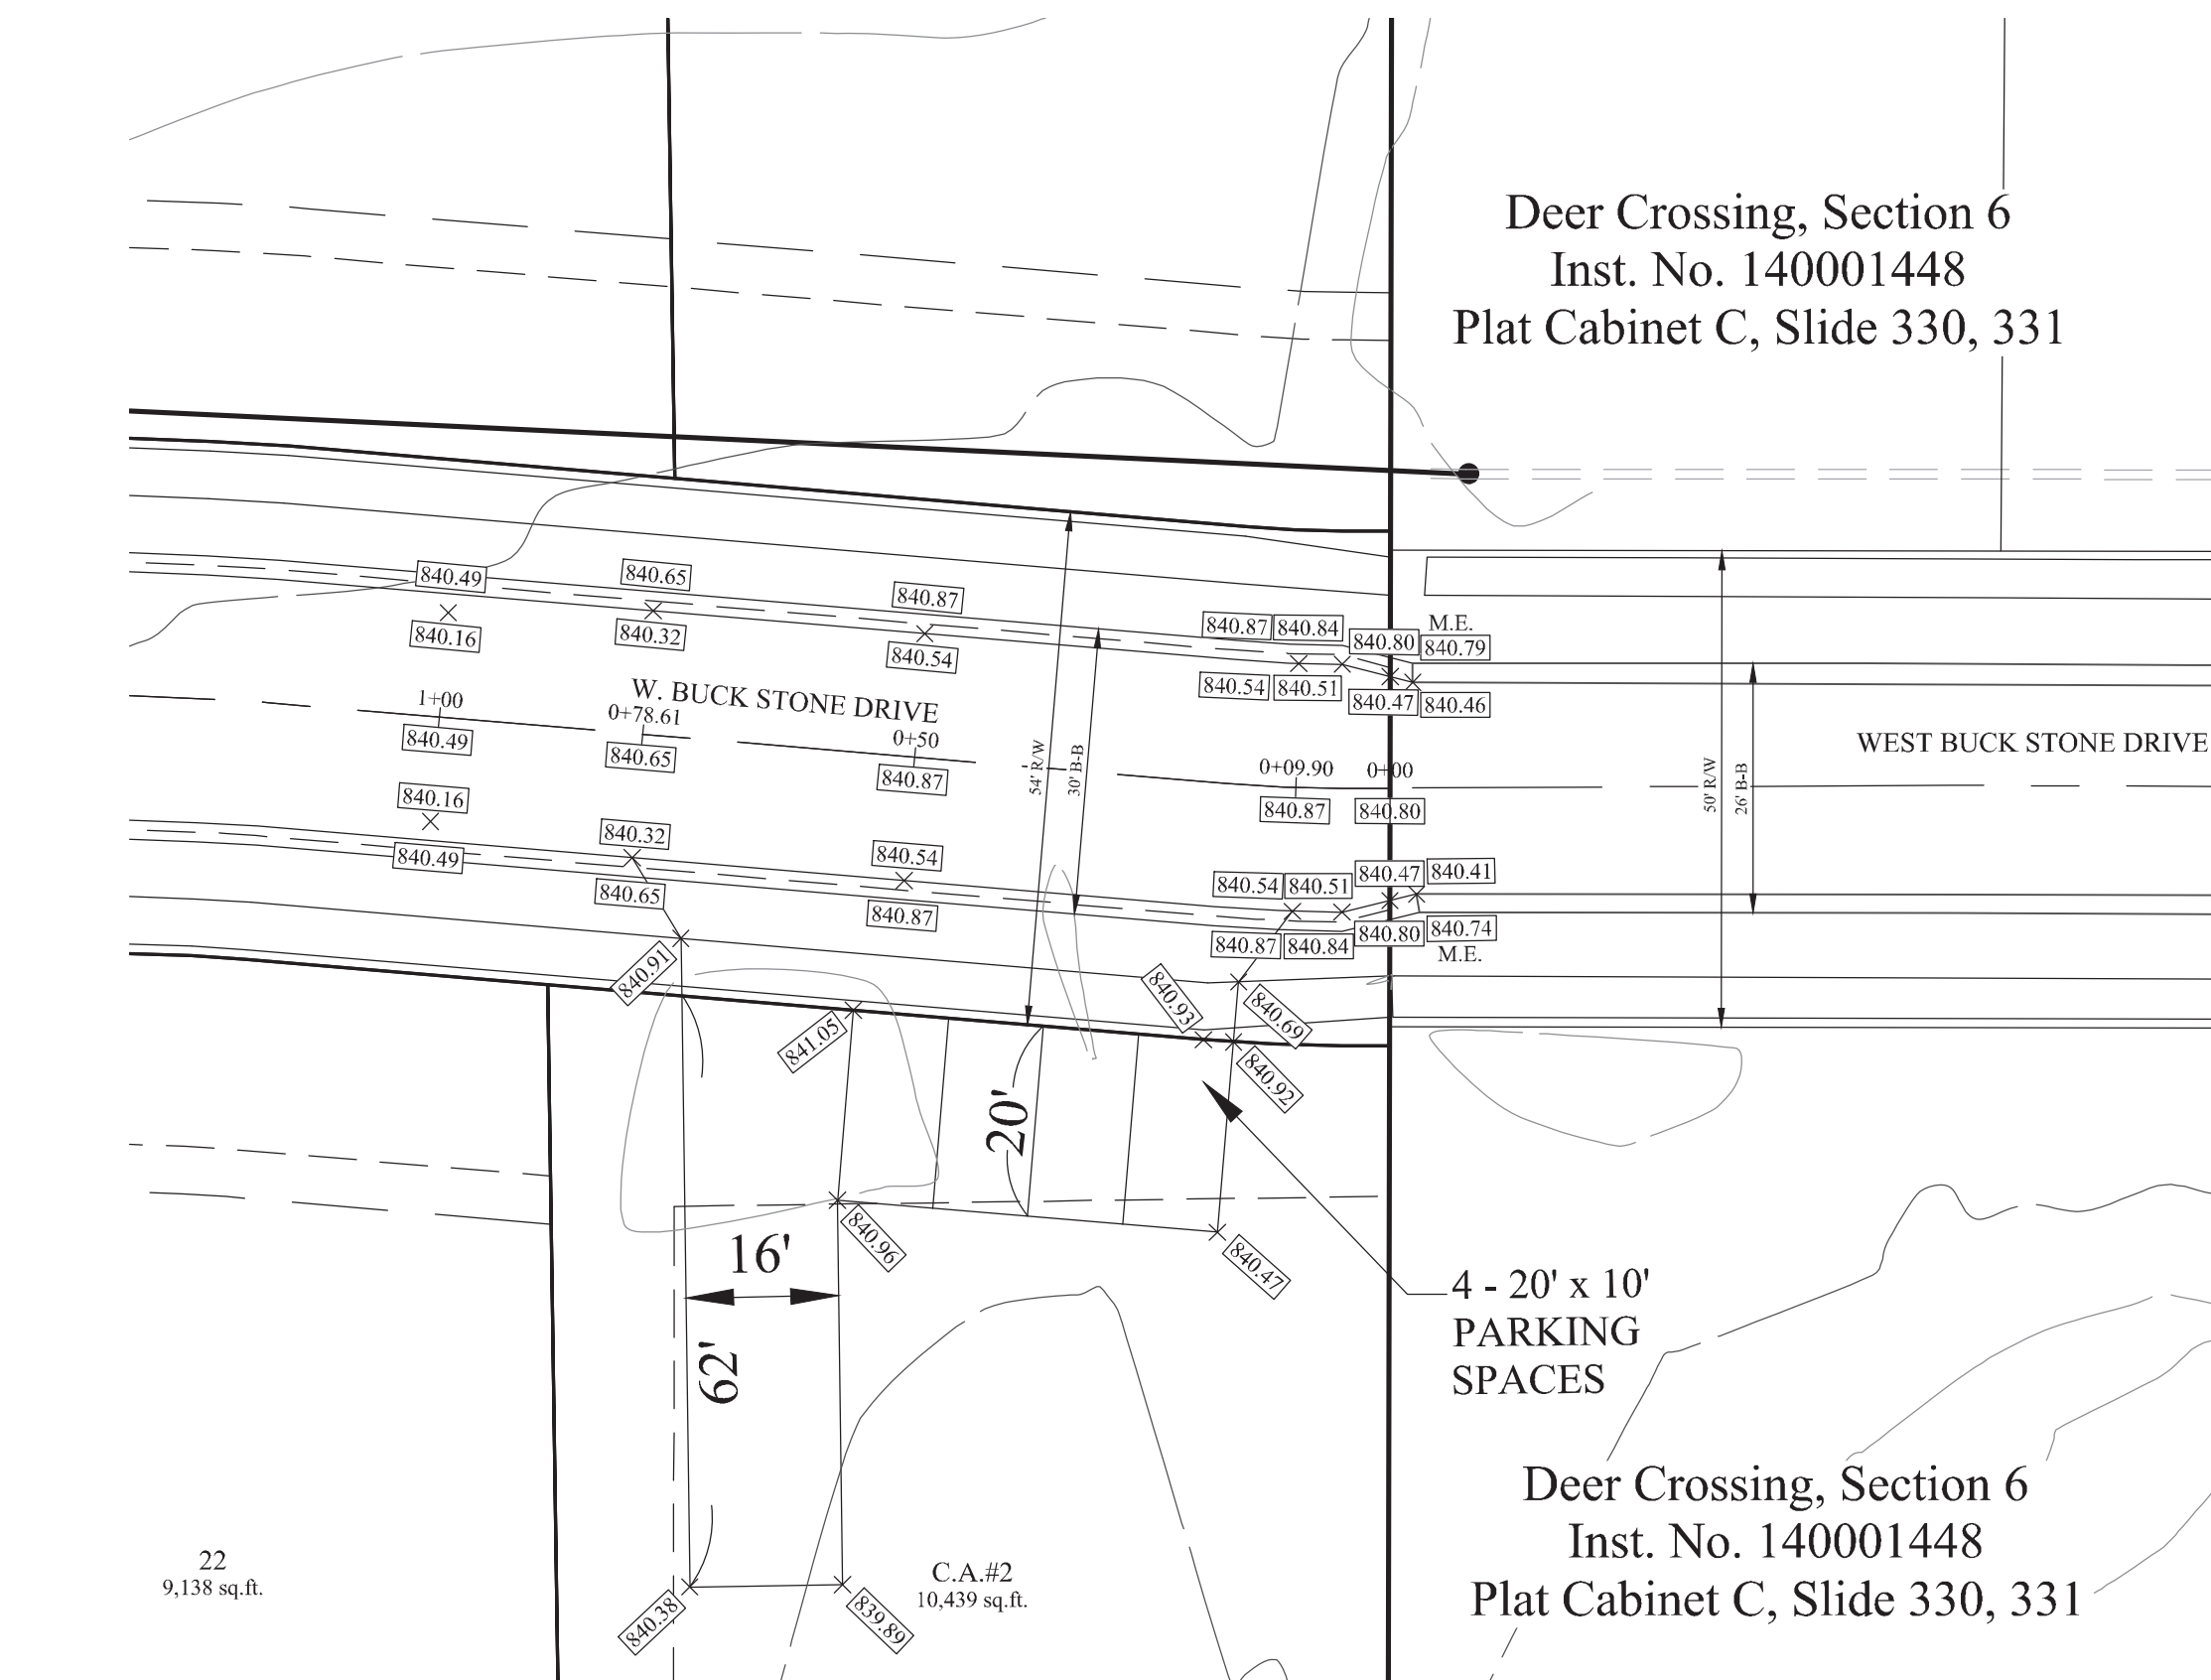 Deer Crossing, Section 6
Inst. No. 140001448
Plat Cabinet C, Slide 330, 331
840.49
840.65
840.87
840.87
840.84
840.80
M.E.
840.79
840.16
840.32
840.54
840.54
840.51
840.47
840.46
W. BUCK STONE DRIVE
1+00
0+78.61
0+50
0+09.90
0+00
840.49
840.65
840.87
840.87
840.80
54' R/W
30' B-B
50' R/W
26' B-B
WEST BUCK STONE DRIVE
840.16
840.32
840.54
840.54
840.51
840.47
840.41
840.49
840.65
840.87
840.87
840.84
840.80
840.74
M.E.
840.91
841.05
840.93
840.69
840.92
20'
840.96
840.47
16'
62'
4 - 20' x 10'
PARKING
SPACES
Deer Crossing, Section 6
Inst. No. 140001448
Plat Cabinet C, Slide 330, 331
22
9,138 sq.ft.
C.A.#2
10,439 sq.ft.
840.38
839.89